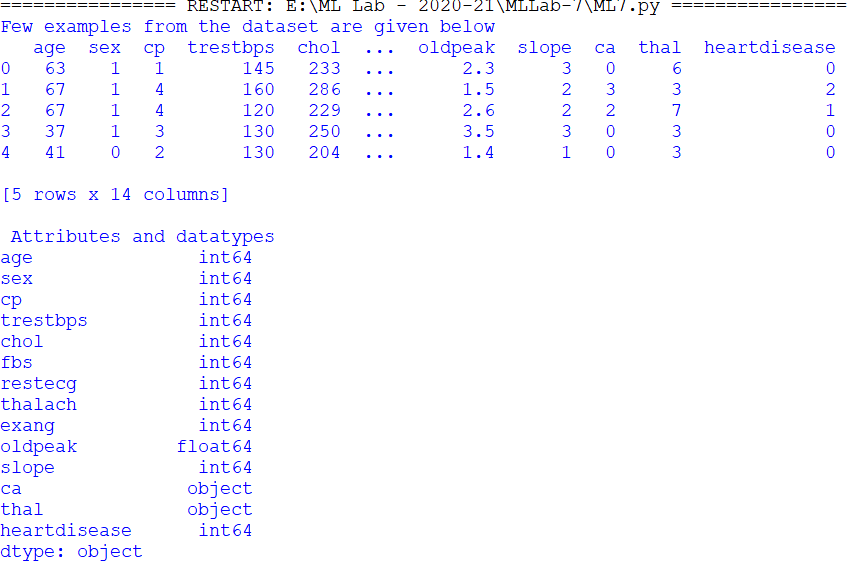 ================ RESTART: E:\ML Lab - 2020-21\MLLab-7\ML7.py ================
Few examples from the dataset are given below
   age  sex  cp  trestbps  chol  ...  oldpeak  slope  ca  thal  heartdisease
0   63    1   1       145   233  ...      2.3      3   0     6             0
1   67    1   4       160   286  ...      1.5      2   3     3             2
2   67    1   4       120   229  ...      2.6      2   2     7             1
3   37    1   3       130   250  ...      3.5      3   0     3             0
4   41    0   2       130   204  ...      1.4      1   0     3             0
[5 rows x 14 columns]
 Attributes and datatypes
age               int64
sex               int64
cp                int64
trestbps          int64
chol              int64
fbs               int64
restecg           int64
thalach           int64
exang             int64
oldpeak         float64
slope             int64
ca               object
thal             object
heartdisease      int64
dtype: object